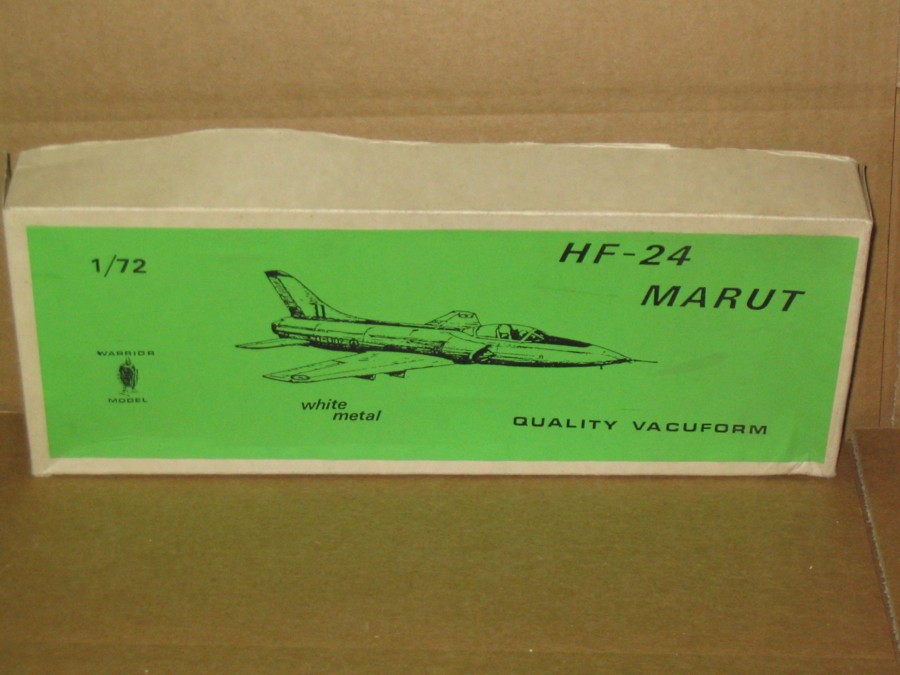 1/72
HF-24
MARUT
WARRIOR
MODEL
white
metal
QUALITY VACUFORM